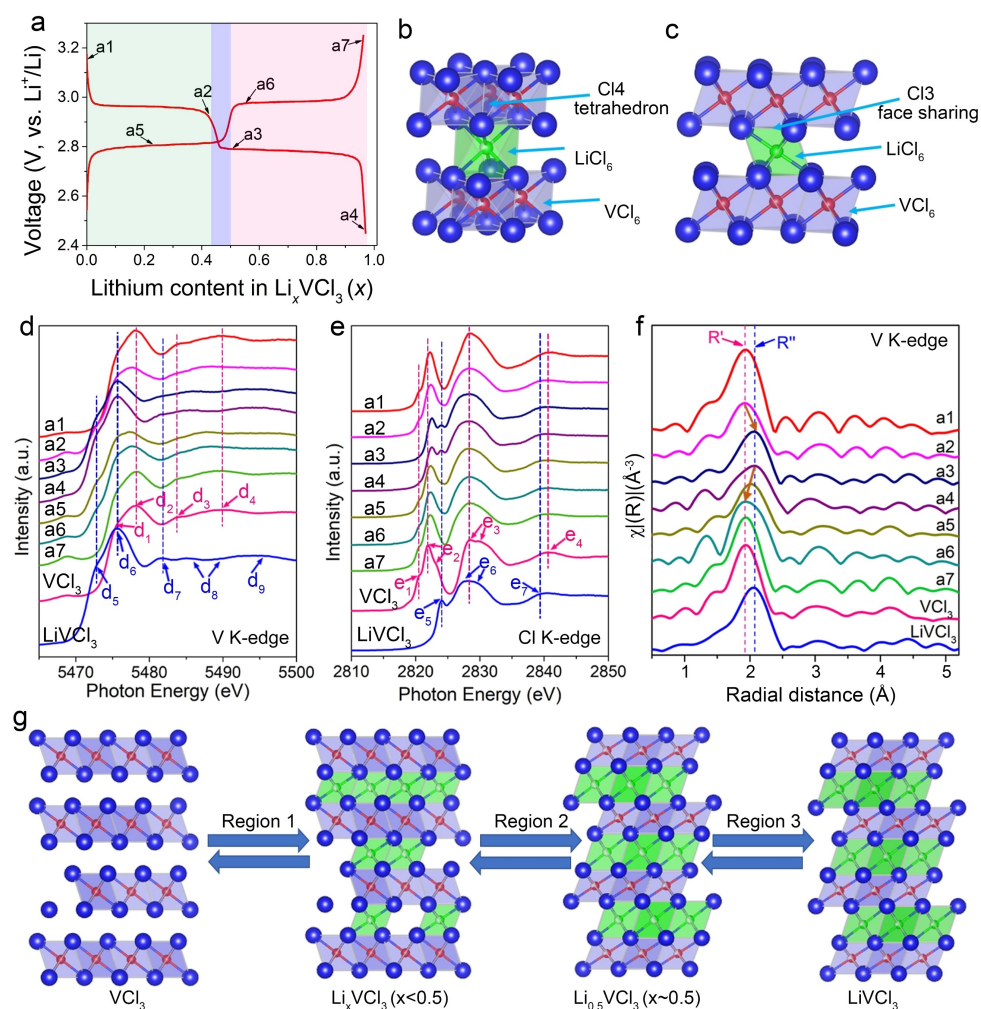 a
Voltage (V, vs. Li⁺/Li)
3.2
3.0
2.8
2.6
2.4
0.0 0.2 0.4 0.6 0.8 1.0
Lithium content in LiₓVCl₃ (x)
a1
a2
a3
a4
a5
a6
a7
b
Cl4
tetrahedron
LiCl₆
VCl₆
c
Cl3
face sharing
LiCl₆
VCl₆
d
Intensity (a.u.)
a1
a2
a3
a4
a5
a6
a7
VCl₃
LiVCl₃
d₁
d₂
d₃
d₄
d₅
d₆
d₇
d₈
d₉
V K-edge
5470 5480 5490 5500
Photon Energy (eV)
e
Intensity (a.u.)
a1
a2
a3
a4
a5
a6
a7
VCl₃
LiVCl₃
e₁
e₂
e₃
e₄
e₅
e₆
e₇
Cl K-edge
2810 2820 2830 2840 2850
Photon Energy (eV)
f
χ|(R)|(Å⁻³)
R' R"
V K-edge
a1
a2
a3
a4
a5
a6
a7
VCl₃
LiVCl₃
1 2 3 4 5
Radial distance (Å)
g
Region 1
Region 2
Region 3
VCl₃
LiₓVCl₃ (x<0.5)
Li₀.₅VCl₃ (x~0.5)
LiVCl₃